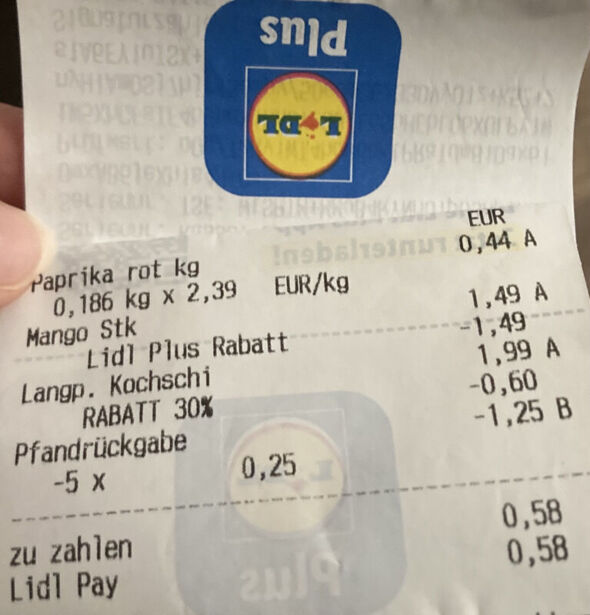 Plus
LIDL
EUR
Paprika rot kg 0,44 A
0,186 kg x 2,39 EUR/kg
Mango Stk 1,49 A
Lidl Plus Rabatt -1,49
Langp. Kochschi 1,99 A
RABATT 30% -0,60
Pfandrückgabe -1,25 B
-5 x 0,25
zu zahlen 0,58
Lidl Pay 0,58
Plus